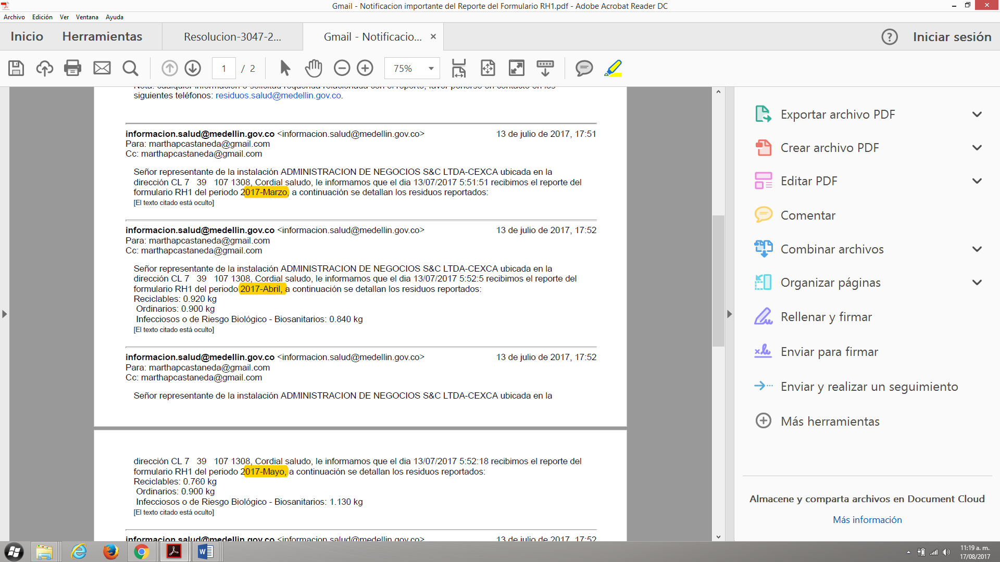 Gmail - Notificacion importante del Reporte del Formulario RH1.pdf - Adobe Acrobat Reader DC
Archivo Edición Ver Ventana Ayuda
Inicio Herramientas Resolucion-3047-2... Gmail - Notificacio... Iniciar sesión
1 / 2 75%
Nota: cualquier información o solicitud requerida relacionada con el reporte, favor ponerse en contacto en los
siguientes teléfonos: residuos.salud@medellin.gov.co.
informacion.salud@medellin.gov.co <informacion.salud@medellin.gov.co> 13 de julio de 2017, 17:51
Para: marthapcastaneda@gmail.com
Cc: marthapcastaneda@gmail.com
Señor representante de la instalación ADMINISTRACION DE NEGOCIOS S&C LTDA-CEXCA ubicada en la
dirección CL 7 39 107 1308, Cordial saludo, le informamos que el dia 13/07/2017 5:51:51 recibimos el reporte del
formulario RH1 del periodo 2017-Marzo, a continuación se detallan los residuos reportados:
[El texto citado está oculto]
informacion.salud@medellin.gov.co <informacion.salud@medellin.gov.co> 13 de julio de 2017, 17:52
Para: marthapcastaneda@gmail.com
Cc: marthapcastaneda@gmail.com
Señor representante de la instalación ADMINISTRACION DE NEGOCIOS S&C LTDA-CEXCA ubicada en la
dirección CL 7 39 107 1308, Cordial saludo, le informamos que el dia 13/07/2017 5:52:5 recibimos el reporte del
formulario RH1 del periodo 2017-Abril, a continuación se detallan los residuos reportados:
Reciclables: 0.920 kg
Ordinarios: 0.900 kg
Infecciosos o de Riesgo Biológico - Biosanitarios: 0.840 kg
[El texto citado está oculto]
informacion.salud@medellin.gov.co <informacion.salud@medellin.gov.co> 13 de julio de 2017, 17:52
Para: marthapcastaneda@gmail.com
Cc: marthapcastaneda@gmail.com
Señor representante de la instalación ADMINISTRACION DE NEGOCIOS S&C LTDA-CEXCA ubicada en la
dirección CL 7 39 107 1308, Cordial saludo, le informamos que el dia 13/07/2017 5:52:18 recibimos el reporte del
formulario RH1 del periodo 2017-Mayo, a continuación se detallan los residuos reportados:
Reciclables: 0.760 kg
Ordinarios: 0.900 kg
Infecciosos o de Riesgo Biológico - Biosanitarios: 1.130 kg
[El texto citado está oculto]
informacion.salud@medellin.gov.co <informacion.salud@medellin.gov.co> 13 de julio de 2017, 17:52
Exportar archivo PDF
Crear archivo PDF
Editar PDF
Comentar
Combinar archivos
Organizar páginas
Rellenar y firmar
Enviar para firmar
Enviar y realizar un seguimiento
Más herramientas
Almacene y comparta archivos en Document Cloud
Más información
11:19 a. m.
17/08/2017